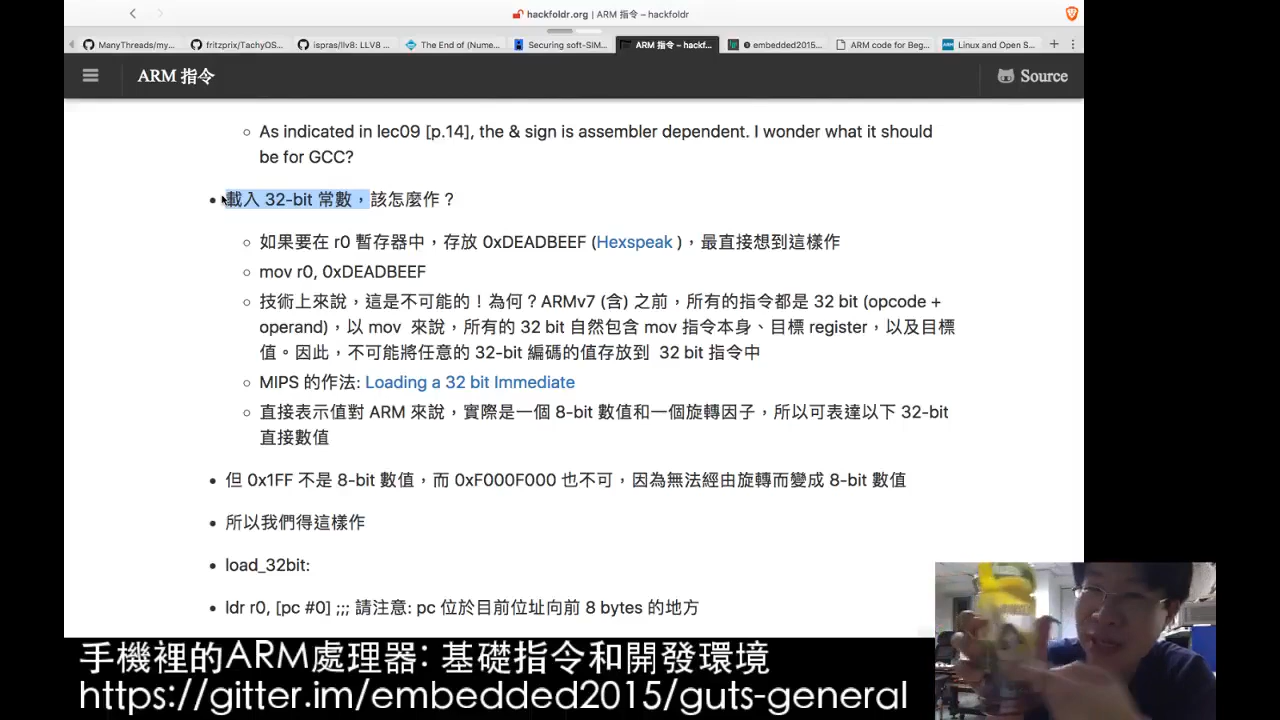 hackfoldr.org | ARM 指令 – hackfoldr
ManyThreads/my...
fritzprix/TachyOS...
ispras/llv8: LLV8 ...
The End of (Nume...
Securing soft-SIM...
ARM 指令 ~ hackf...
embedded2015...
ARM code for Beg...
Linux and Open S...
ARM 指令
Source
As indicated in lec09 [p.14], the & sign is assembler dependent. I wonder what it should
be for GCC?
載入 32-bit 常數，該怎麼作？
如果要在 r0 暫存器中，存放 0xDEADBEEF (Hexspeak )，最直接想到這樣作
mov r0, 0xDEADBEEF
技術上來說，這是不可能的！為何？ARMv7 (含) 之前，所有的指令都是 32 bit (opcode +
operand)，以 mov 來說，所有的 32 bit 自然包含 mov 指令本身、目標 register，以及目標
值。因此，不可能將任意的 32-bit 編碼的值存放到 32 bit 指令中
MIPS 的作法: Loading a 32 bit Immediate
直接表示值對 ARM 來說，實際是一個 8-bit 數值和一個旋轉因子，所以可表達以下 32-bit
直接數值
但 0x1FF 不是 8-bit 數值，而 0xF000F000 也不可，因為無法經由旋轉而變成 8-bit 數值
所以我們得這樣作
load_32bit:
ldr r0, [pc #0] ;;; 請注意: pc 位於目前位址向前 8 bytes 的地方
手機裡的ARM處理器: 基礎指令和開發環境
https://gitter.im/embedded2015/guts-general